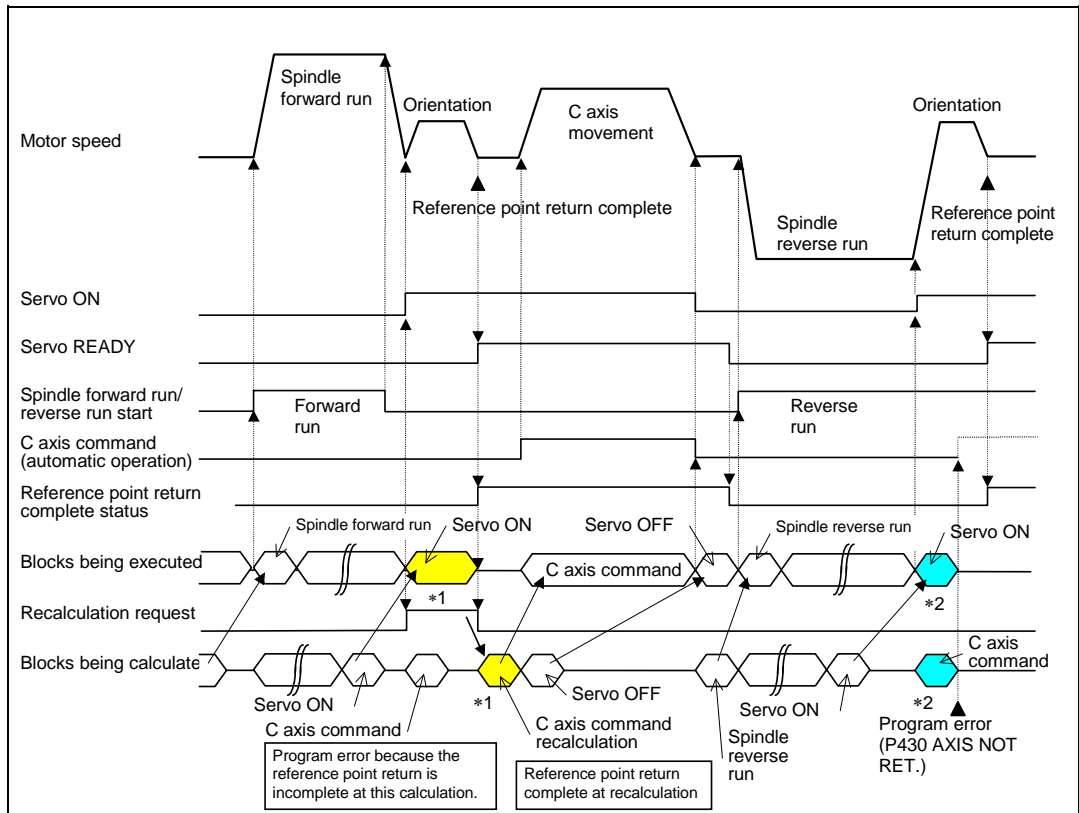 Spindle
forward run
Orientation
C axis
movement
Orientation
Motor speed
Reference point return complete
Spindle
reverse run
Reference point
return complete
Servo ON
Servo READY
Spindle forward run/
reverse run start
Forward
run
Reverse
run
C axis command
(automatic operation)
Reference point return
complete status
Spindle forward run
Servo ON
Servo OFF
Spindle reverse run
Servo ON
Blocks being executed
C axis command
*1
*2
Recalculation request
Blocks being calculate
C axis
command
Servo ON
*1
Servo OFF
Servo ON
*2
C axis command
C axis command
recalculation
Spindle
reverse
run
Program error
(P430 AXIS NOT
RET.)
Program error because the
reference point return is
incomplete at this calculation.
Reference point return
complete at recalculation